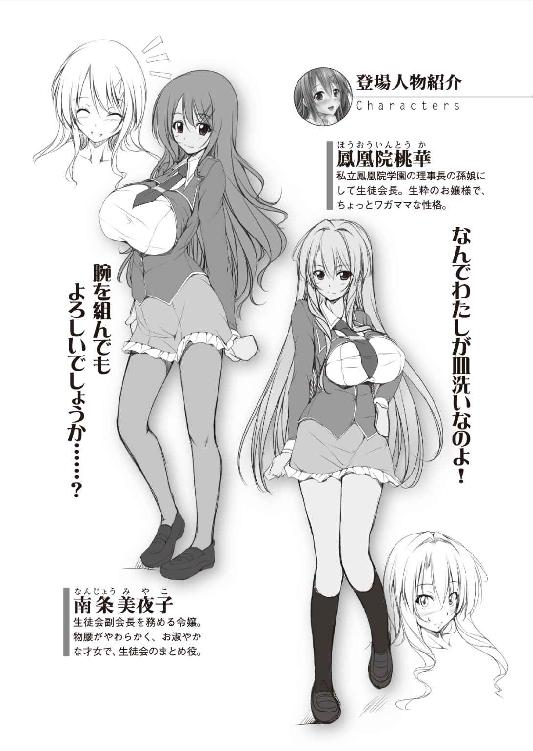 登場人物紹介
Characters
ほうおういんとうか
鳳凰院桃華
私立鳳凰院学園の理事長の孫娘に
して生徒会長。生粋のお嬢様で、
ちょっとワガママな性格。
なんでわたしが皿洗いなのよ!
腕を組んでも
よろしいでしょうか……?
なんじょうみやこ
南条美夜子
生徒会副会長を務める令嬢。
物腰がやわらかく、お淑やか
な才女で、生徒会のまとめ役。